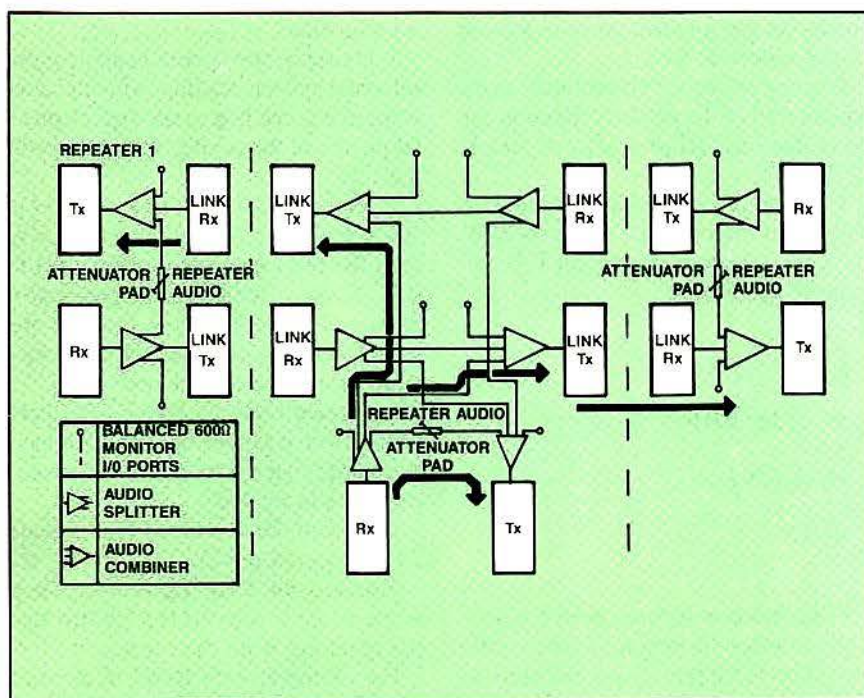 REPEATER 1
Tx
LINK
Rx
LINK
Tx
LINK
Rx
LINK
Tx
Rx
ATTENUATOR
PAD
REPEATER
AUDIO
ATTENUATOR
PAD
REPEATER
AUDIO
Rx
LINK
Tx
LINK
Rx
LINK
Tx
LINK
Rx
Tx
REPEATER AUDIO
ATTENUATOR
PAD
Rx
Tx
BALANCED 600Ω
MONITOR
I/0 PORTS
AUDIO
SPLITTER
AUDIO
COMBINER